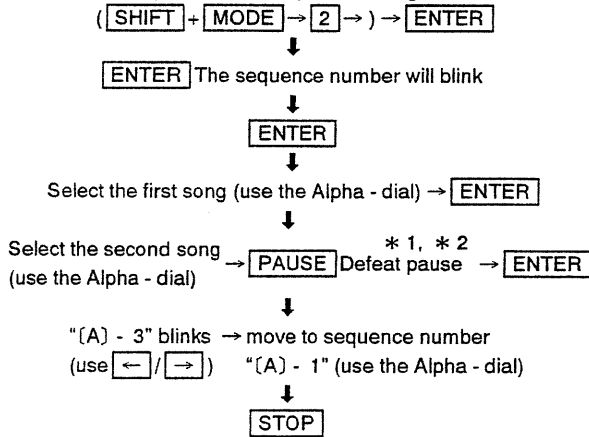 ( SHIFT + MODE → 2 → ) → ENTER
↓
ENTER The sequence number will blink
↓
ENTER
↓
Select the first song (use the Alpha - dial) → ENTER
↓
Select the second song → PAUSE Defeat pause → ENTER
(use the Alpha - dial)
* 1, * 2
↓
"〔A〕 - 3" blinks → move to sequence number
(use ← / → ) "〔A〕 - 1" (use the Alpha - dial)
↓
STOP